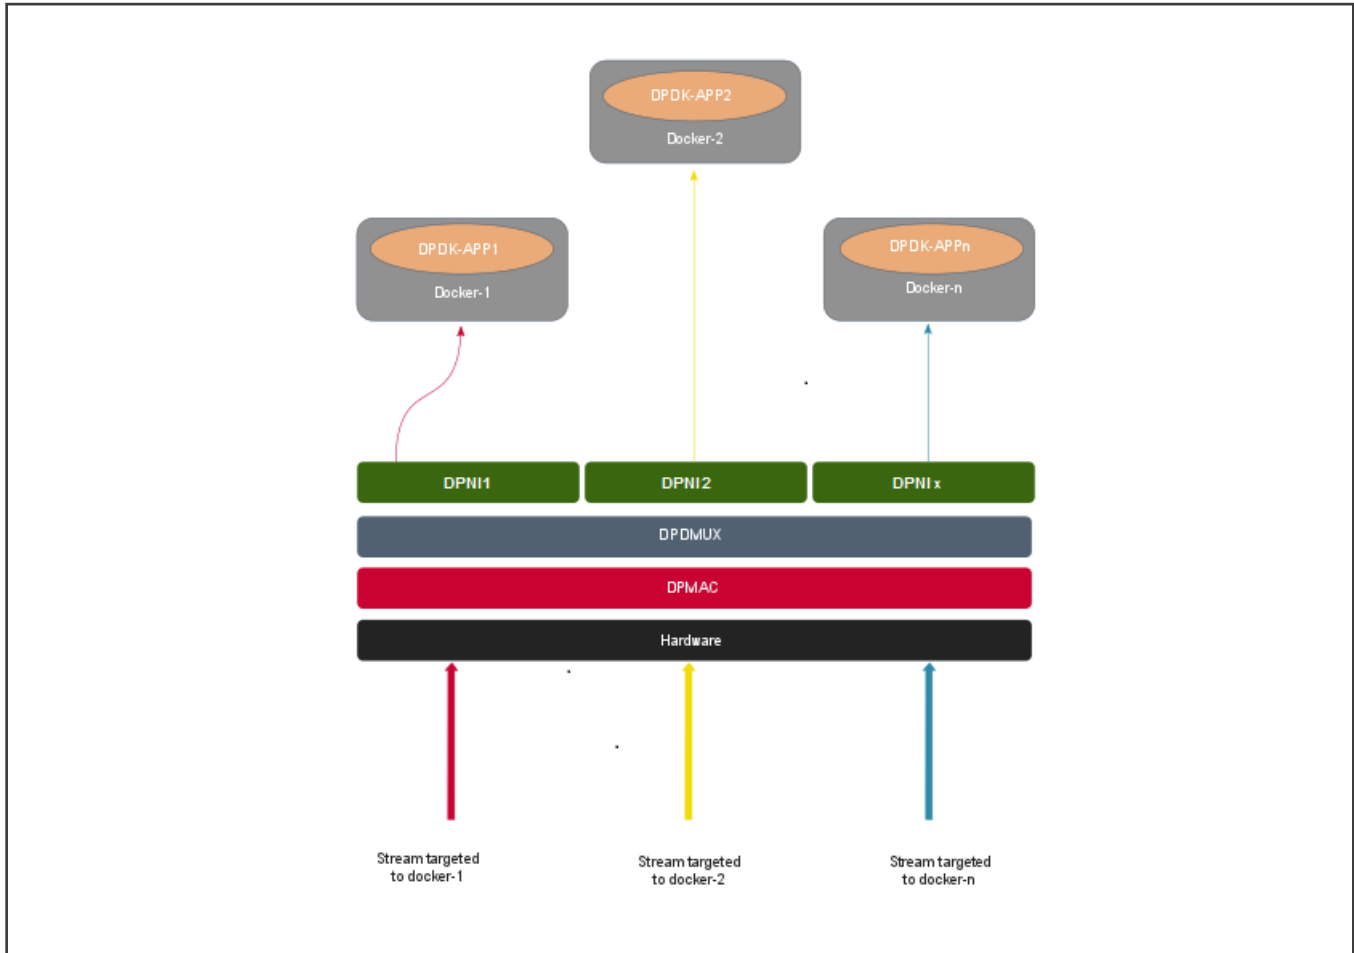 DPDK-APP2
Docker-2
DPDK-APP1
Docker-1
DPDK-APPn
Docker-n
DPNI1
DPNI2
DPNIx
DPDMUX
DPMAC
Hardware
Stream targeted
to docker-1
Stream targeted
to docker-2
Stream targeted
to docker-n